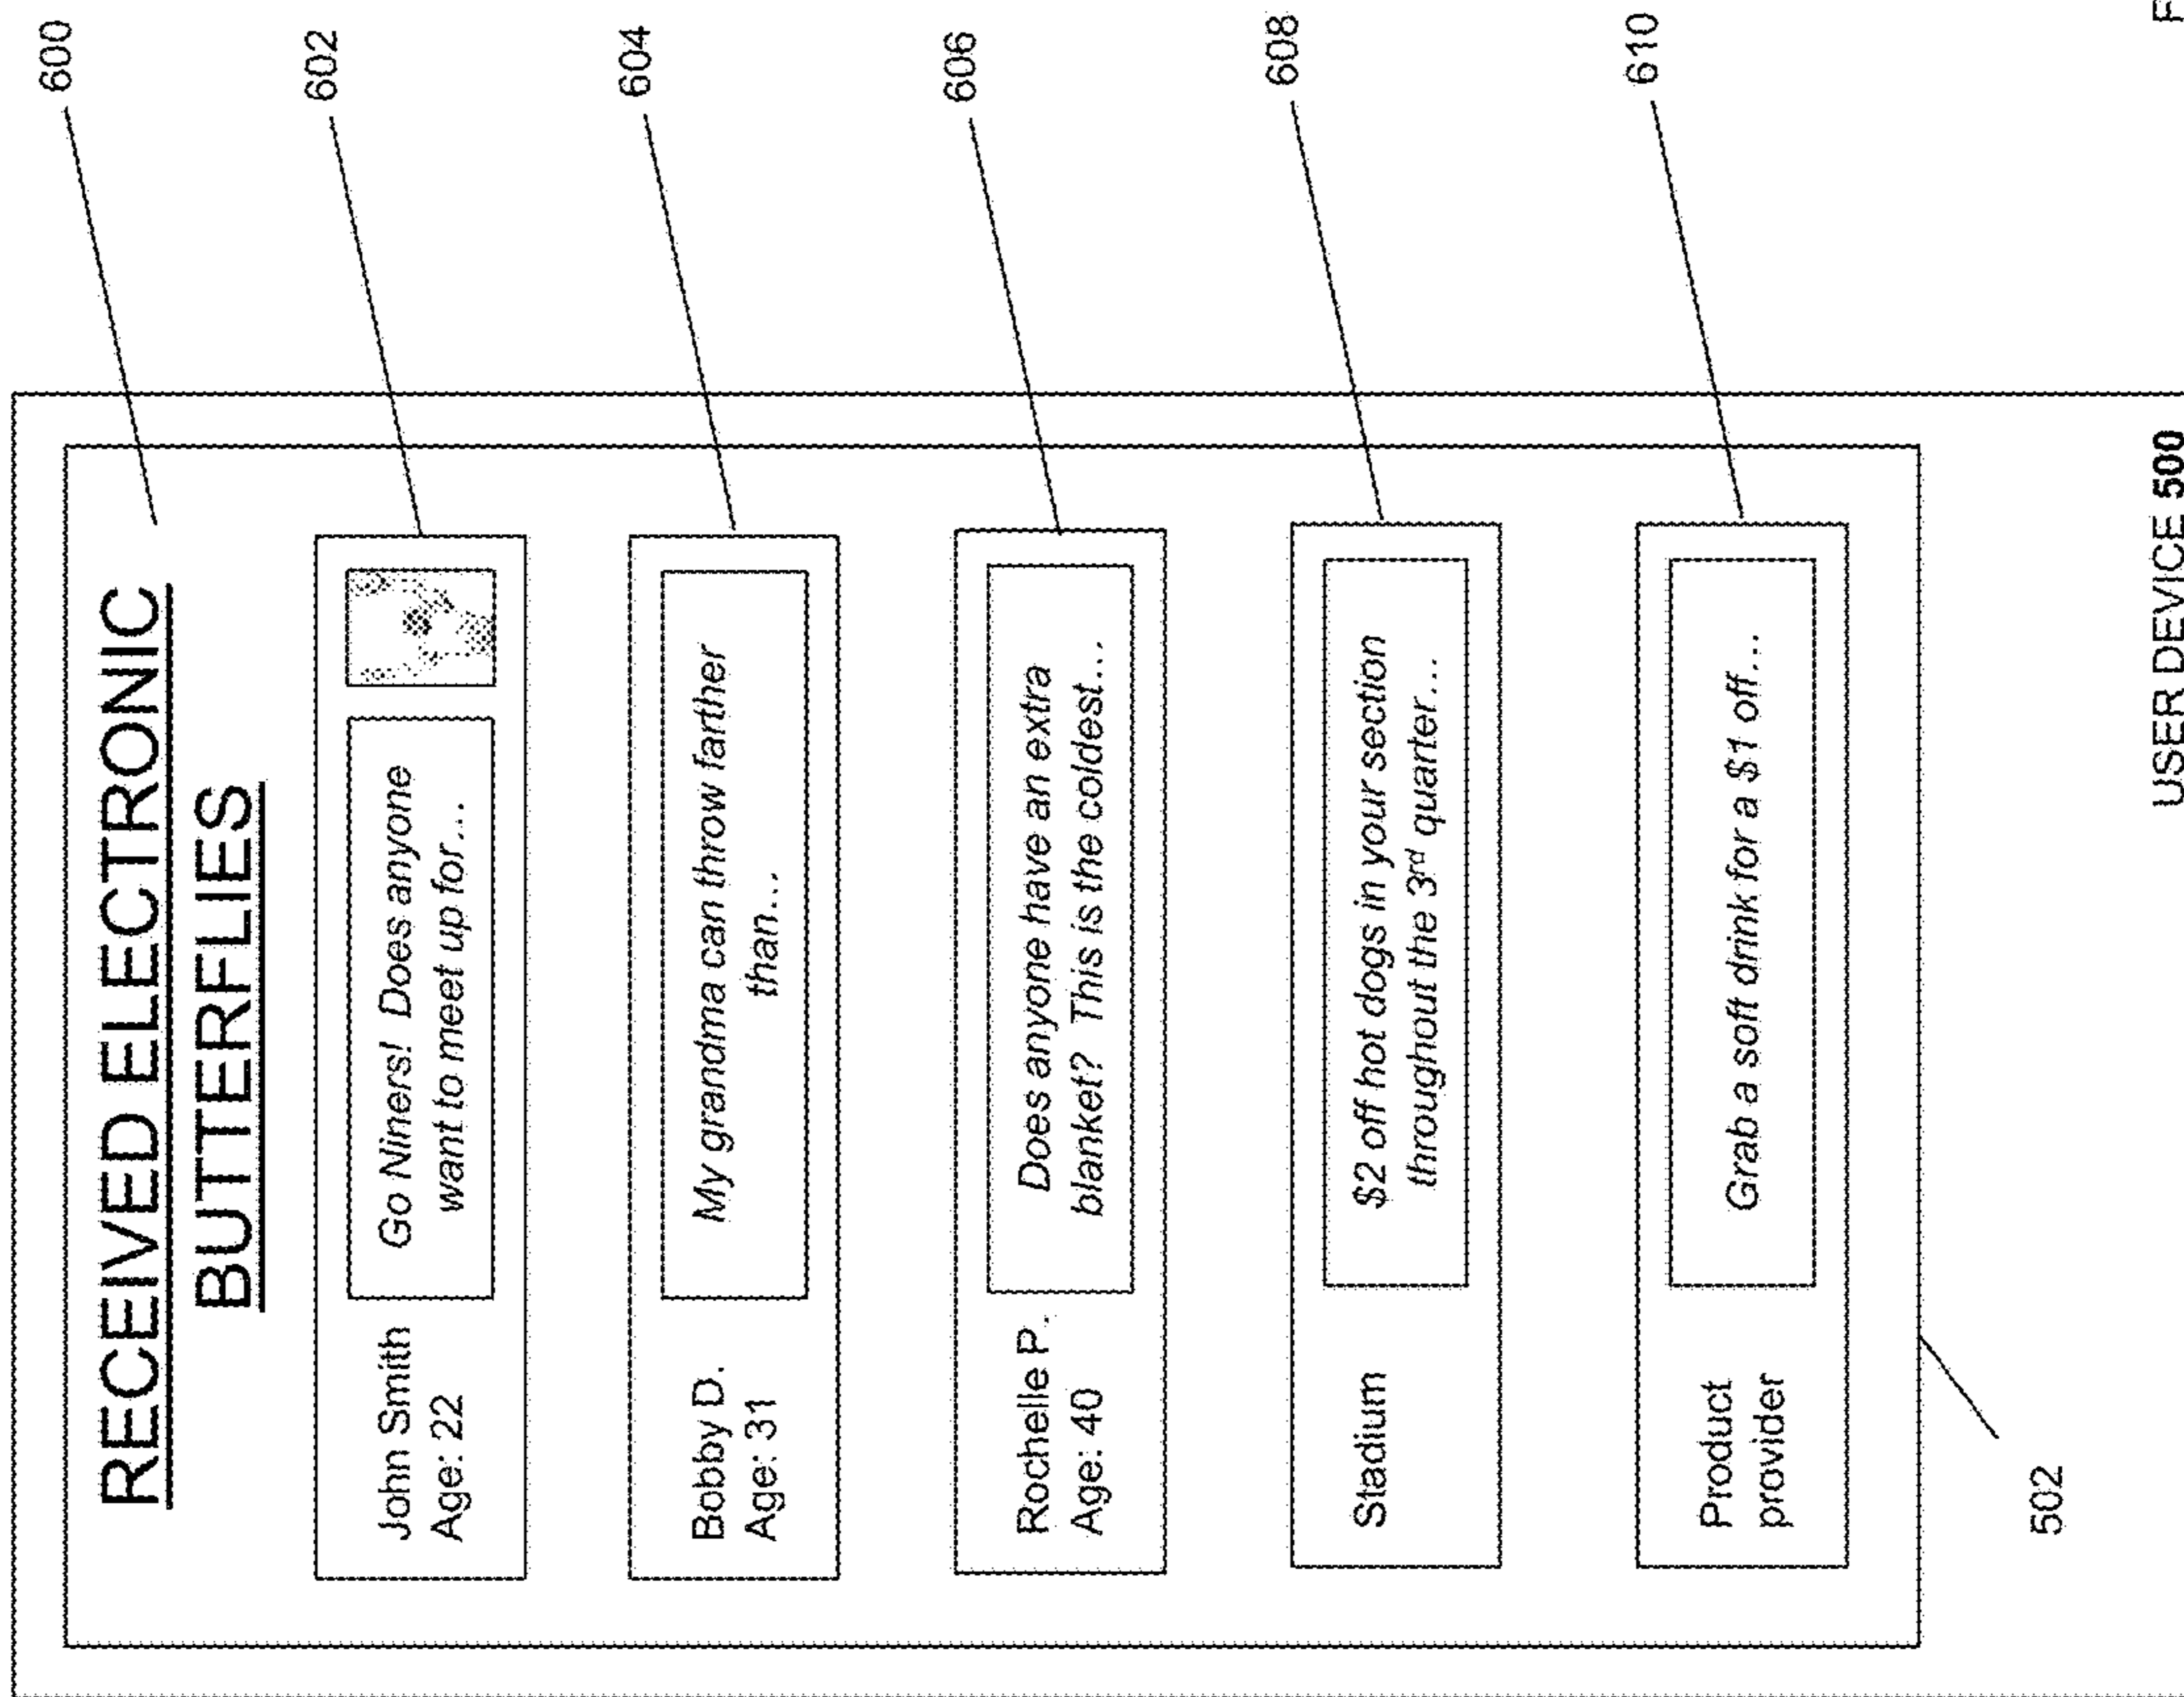 RECEIVED ELECTRONIC
BUTTERFLIES
600
John Smith
Age: 22
Go Niners! Does anyone
want to meet up for...
602
Bobby D.
Age: 31
My grandma can throw farther
than...
604
Rochelle P.
Age: 40
Does anyone have an extra
blanket? This is the coldest...
606
Stadium
$2 off hot dogs in your section
throughout the 3rd quarter...
608
Product
provider
Grab a soft drink for a $1 off...
610
502
USER DEVICE 500